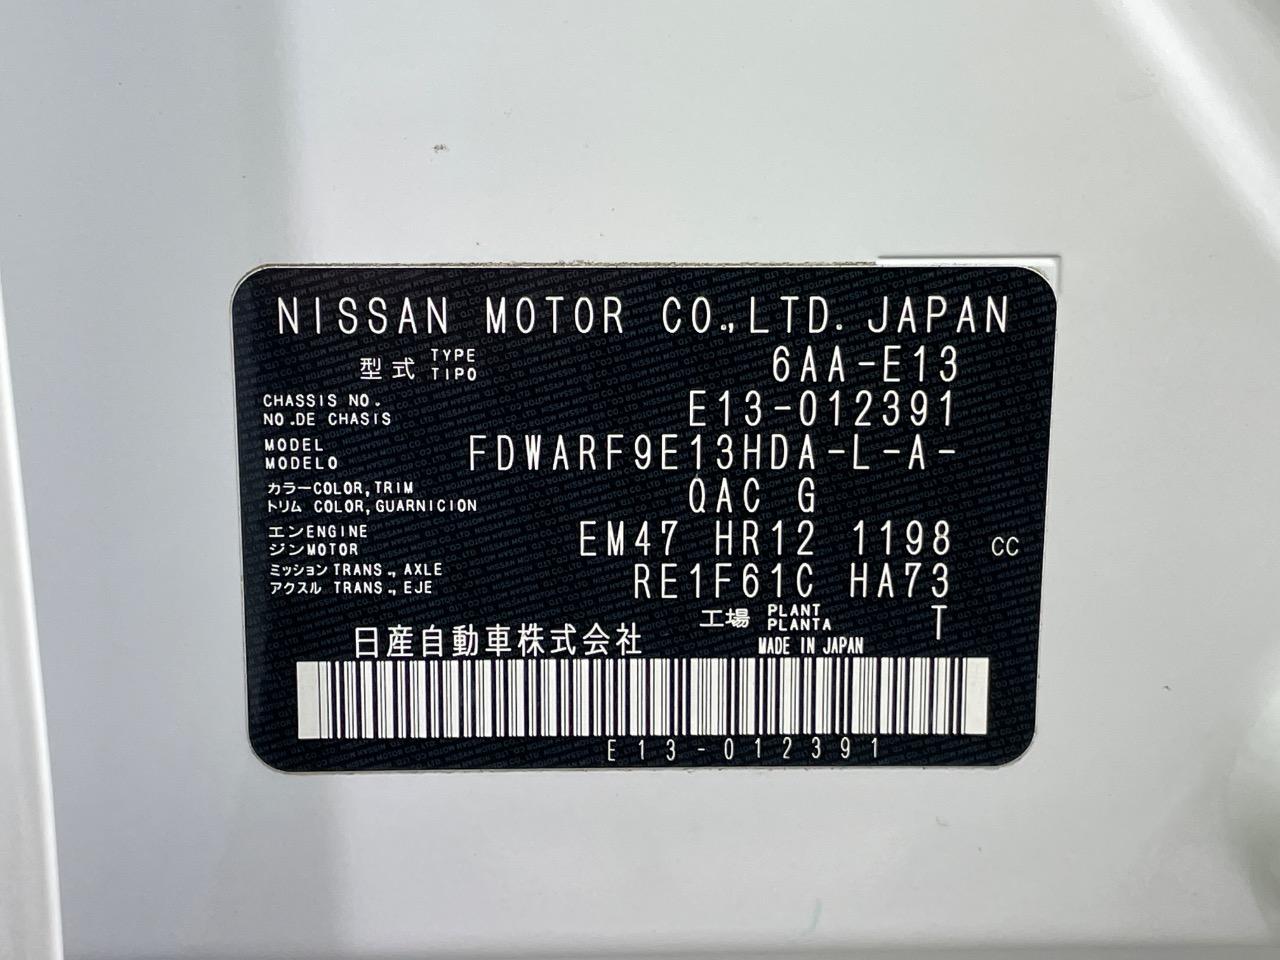 NISSAN MOTOR CO.,LTD. JAPAN
型式 TYPE TIPO 6AA-E13
CHASSIS NO.
NO.DE CHASIS E13-012391
MODEL
MODELO FDWARF9E13HDA-L-A-
カラーCOLOR,TRIM
トリム COLOR,GUARNICION QAC G
エンENGINE
ジンMOTOR EM47 HR12 1198 CC
ミッションTRANS.,AXLE
アクスル TRANS.,EJE RE1F61C HA73
工場 PLANT PLANTA T
日産自動車株式会社 MADE IN JAPAN
E13-012391